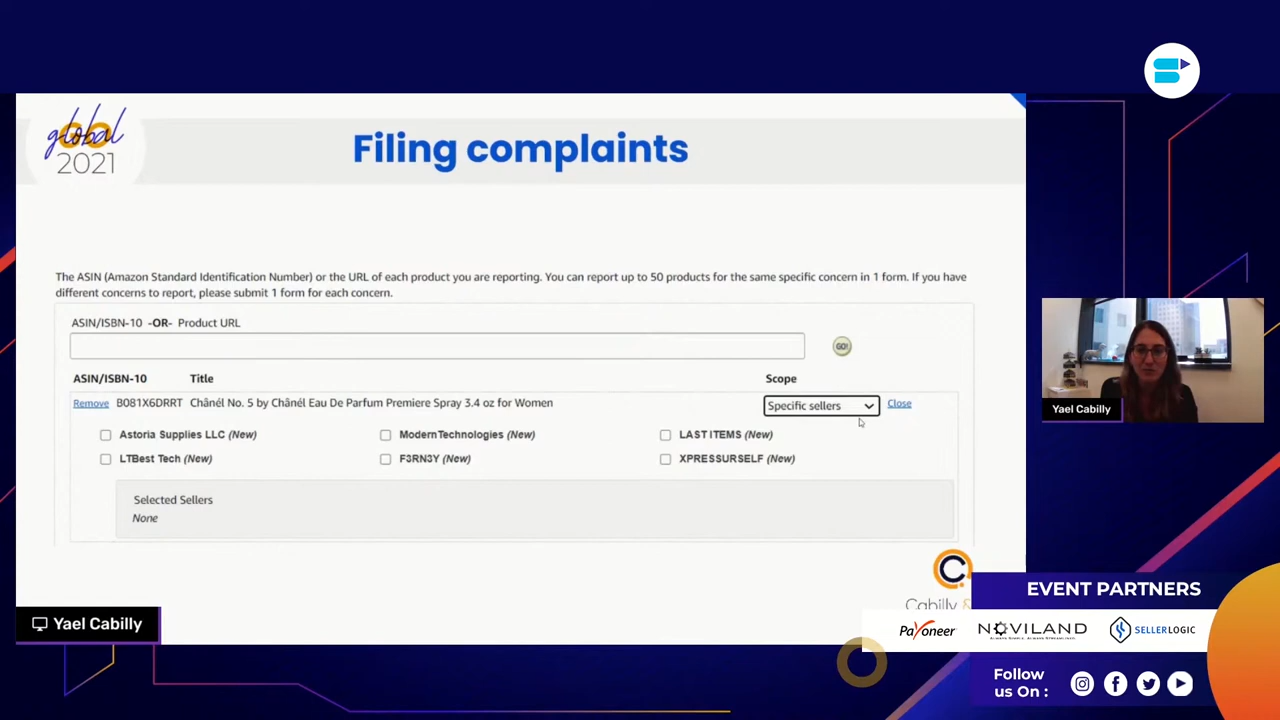 global
GO
2021
Filing complaints
The ASIN (Amazon Standard Identification Number) or the URL of each product you are reporting. You can report up to 50 products for the same specific concern in 1 form. If you have
different concerns to report, please submit 1 form for each concern.
ASIN/ISBN-10 -OR- Product URL
GO!
ASIN/ISBN-10 Title Scope
Remove B081X6DRRT Chânél No. 5 by Chânél Eau De Parfum Premiere Spray 3.4 oz for Women Specific sellers Close
Astoria Supplies LLC (New) ModernTechnologies (New) LAST ITEMS (New)
LTBest Tech (New) F3RN3Y (New) XPRESSURSELF (New)
Selected Sellers
None
Cabilly &
Yael Cabilly
Yael Cabilly
EVENT PARTNERS
Payoneer NOVILAND SELLERLOGIC
Follow
us On :